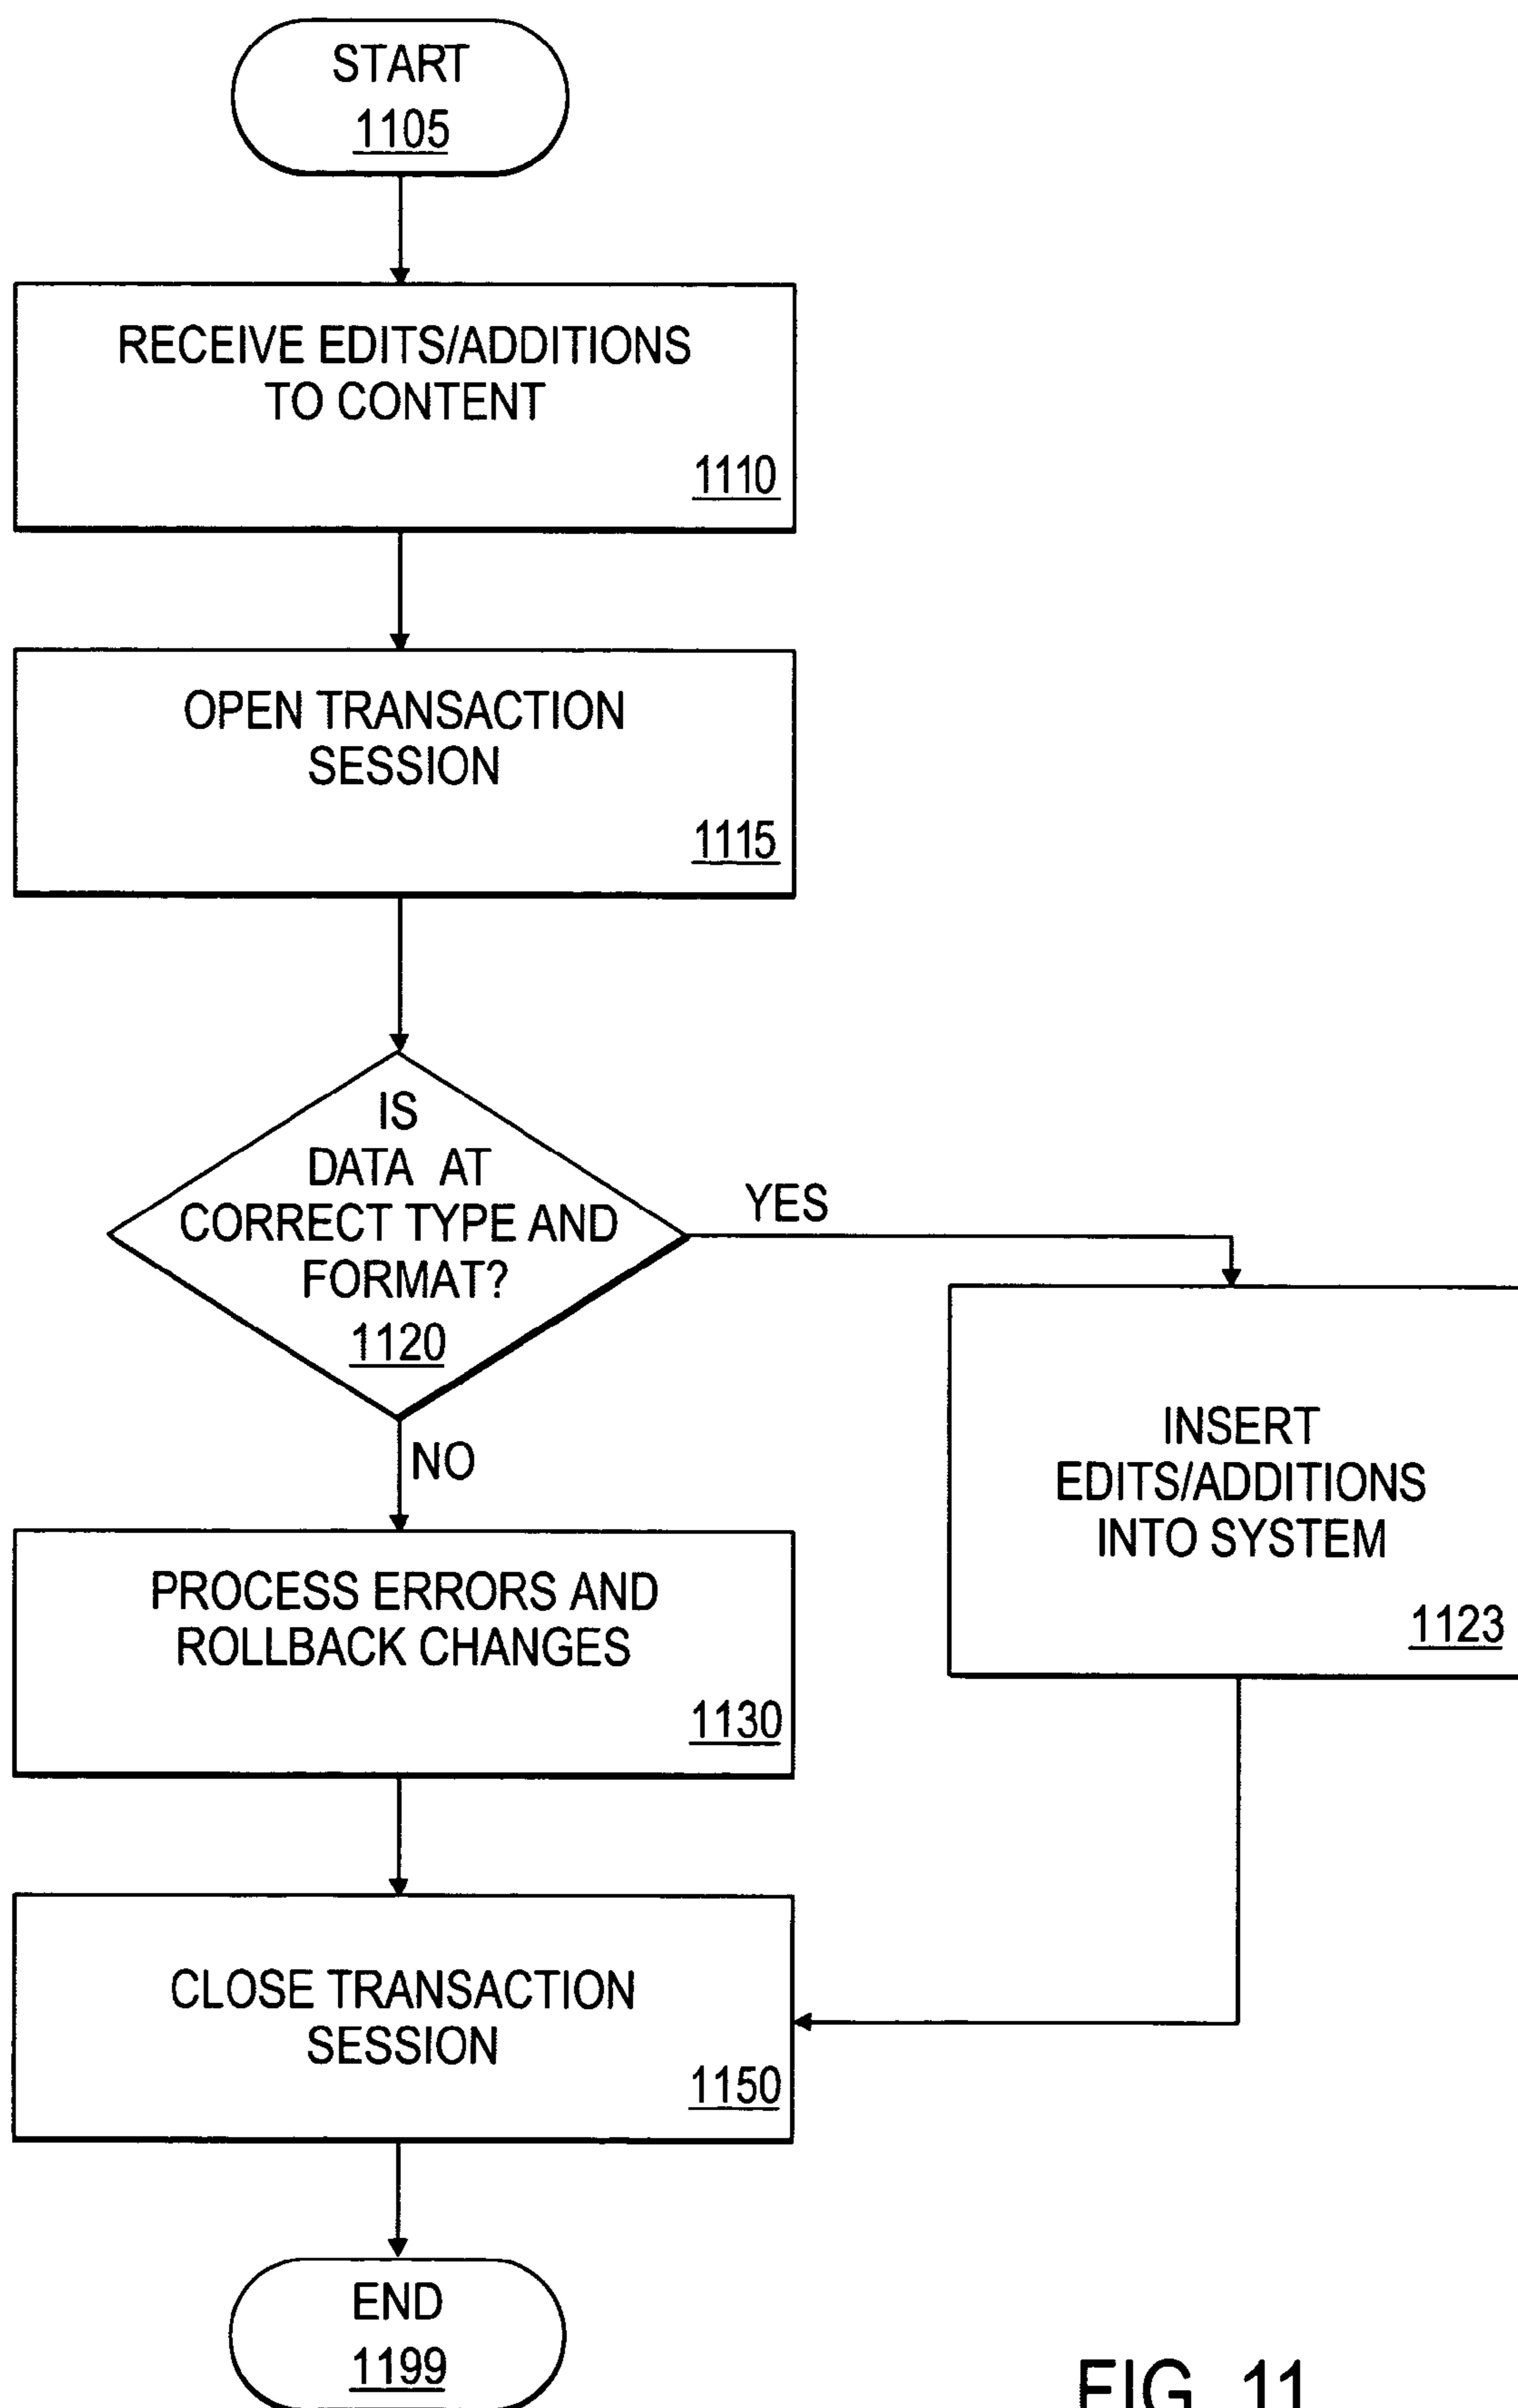 START
1105
RECEIVE EDITS/ADDITIONS
TO CONTENT
1110
OPEN TRANSACTION
SESSION
1115
IS
DATA AT
CORRECT TYPE AND
FORMAT?
1120
YES
NO
INSERT
EDITS/ADDITIONS
INTO SYSTEM
1123
PROCESS ERRORS AND
ROLLBACK CHANGES
1130
CLOSE TRANSACTION
SESSION
1150
END
1199
FIG. 11